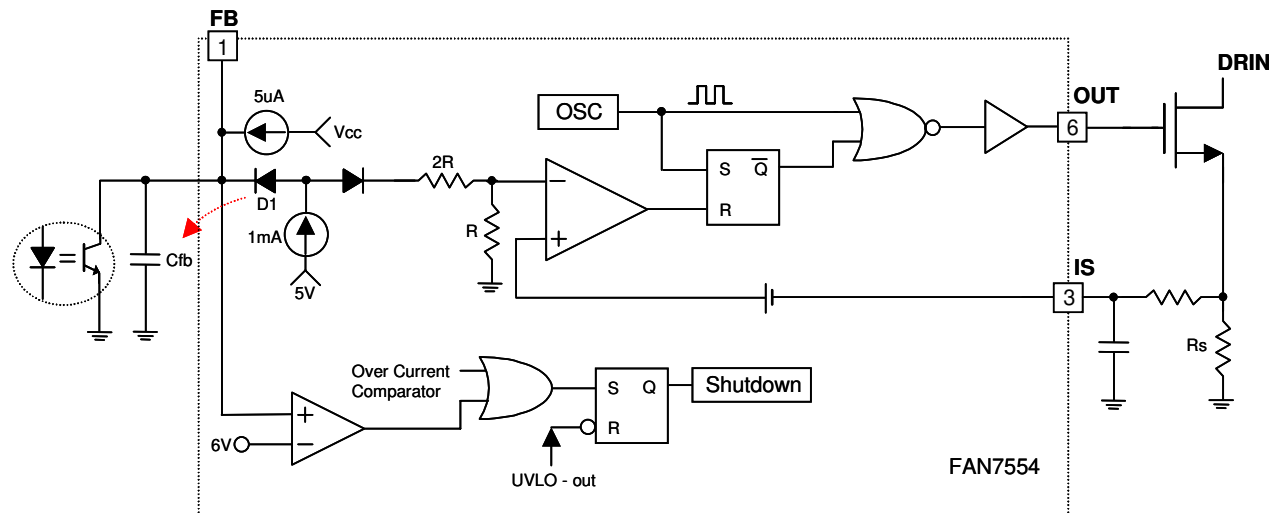 FB
1
5uA
Vcc
D1
1mA
5V
Cfb
2R
R
OSC
S Q
R
OUT
6
DRIN
IS
3
Rs
Over Current
Comparator
6V
S Q
R
Shutdown
UVLO - out
FAN7554